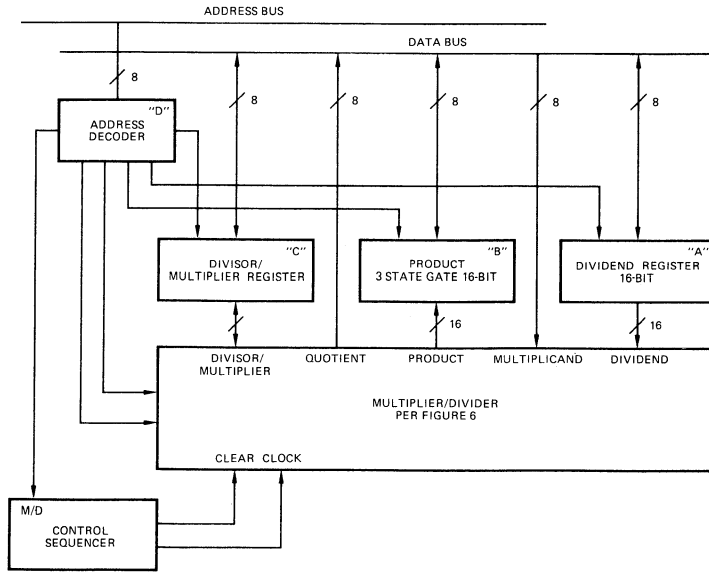 ADDRESS BUS
DATA BUS
8
8
8
8
8
8
"D"
ADDRESS
DECODER
"C"
DIVISOR/
MULTIPLIER REGISTER
"B"
PRODUCT
3 STATE GATE 16-BIT
"A"
DIVIDEND REGISTER
16-BIT
16
16
DIVISOR/
MULTIPLIER
QUOTIENT
PRODUCT
MULTIPLICAND
DIVIDEND
MULTIPLIER/DIVIDER
PER FIGURE 6
CLEAR CLOCK
M/D
CONTROL
SEQUENCER